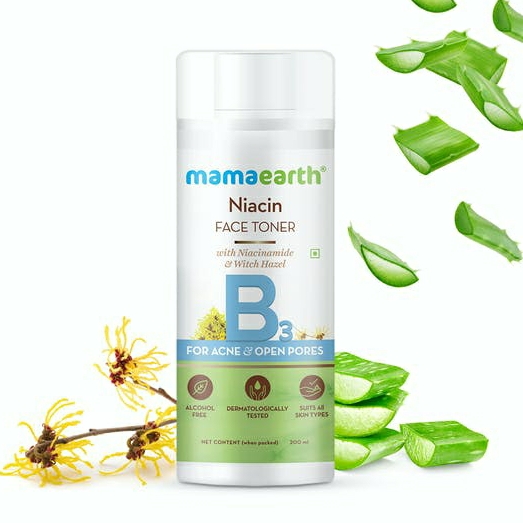 mamaearth®
Niacin
FACE TONER
with Niacinamide
& Witch Hazel
B3
FOR ACNE & OPEN PORES
ALCOHOL
FREE
DERMATOLOGICALLY
TESTED
SUITS All
SKIN TYPES
NET CONTENT (when packed) 200 ml